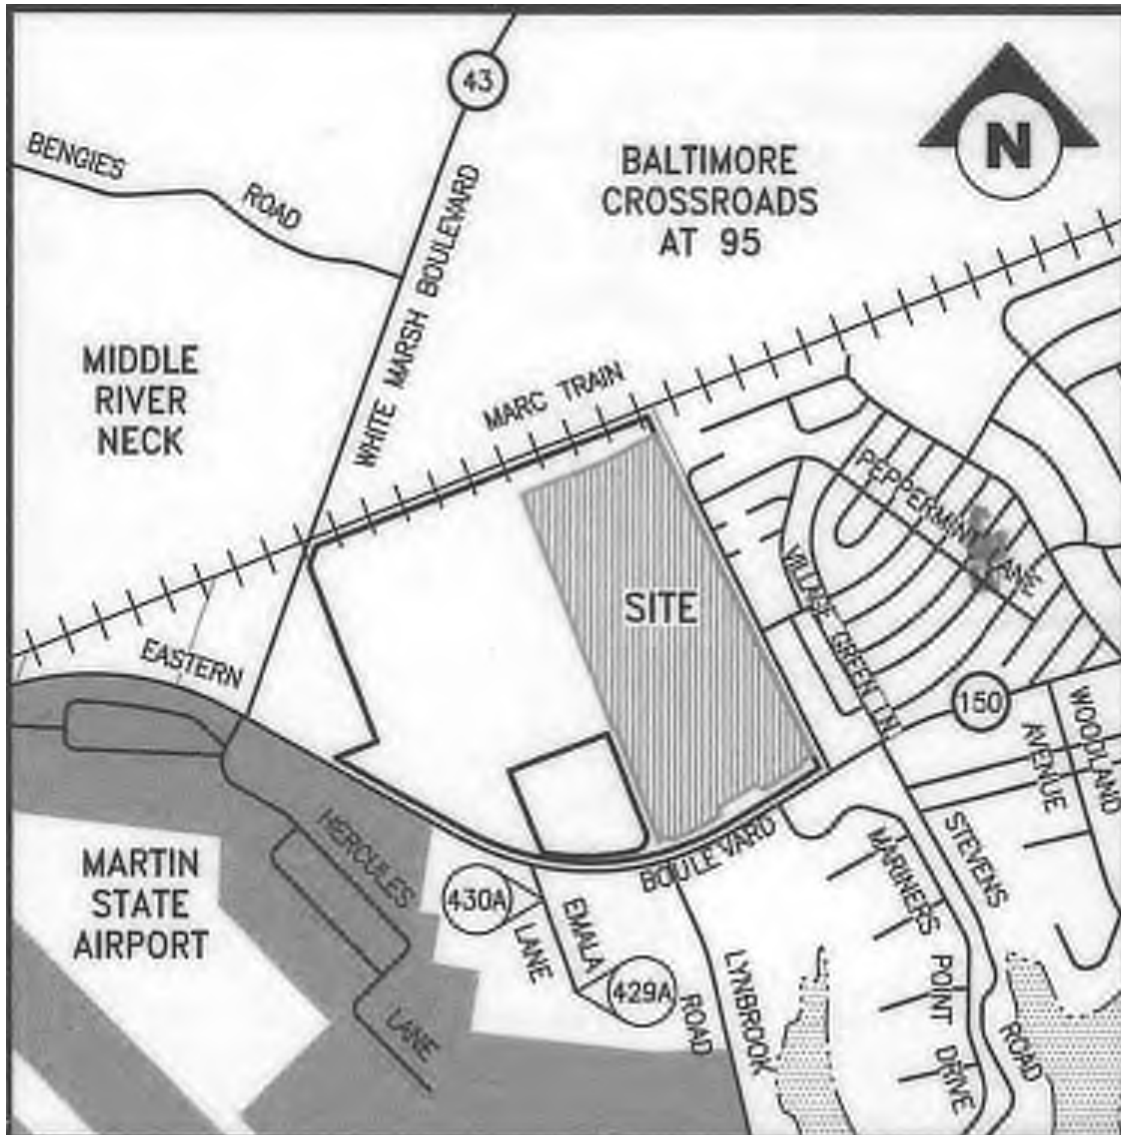 43
BENGIES
ROAD
WHITE MARSH BOULEVARD
BALTIMORE
CROSSROADS
AT 95
N
MIDDLE
RIVER
NECK
MARC TRAIN
PEPPERMINT LANE
SITE
VILLAGE GREEN LN
EASTERN
BOULEVARD
150
WOODLAND
AVENUE
HERCULES
LANE
MARTIN
STATE
AIRPORT
430A
EMALA
LANE
429A
LYNBROOK
ROAD
MARINERS
POINT
DRIVE
STEVENS
ROAD